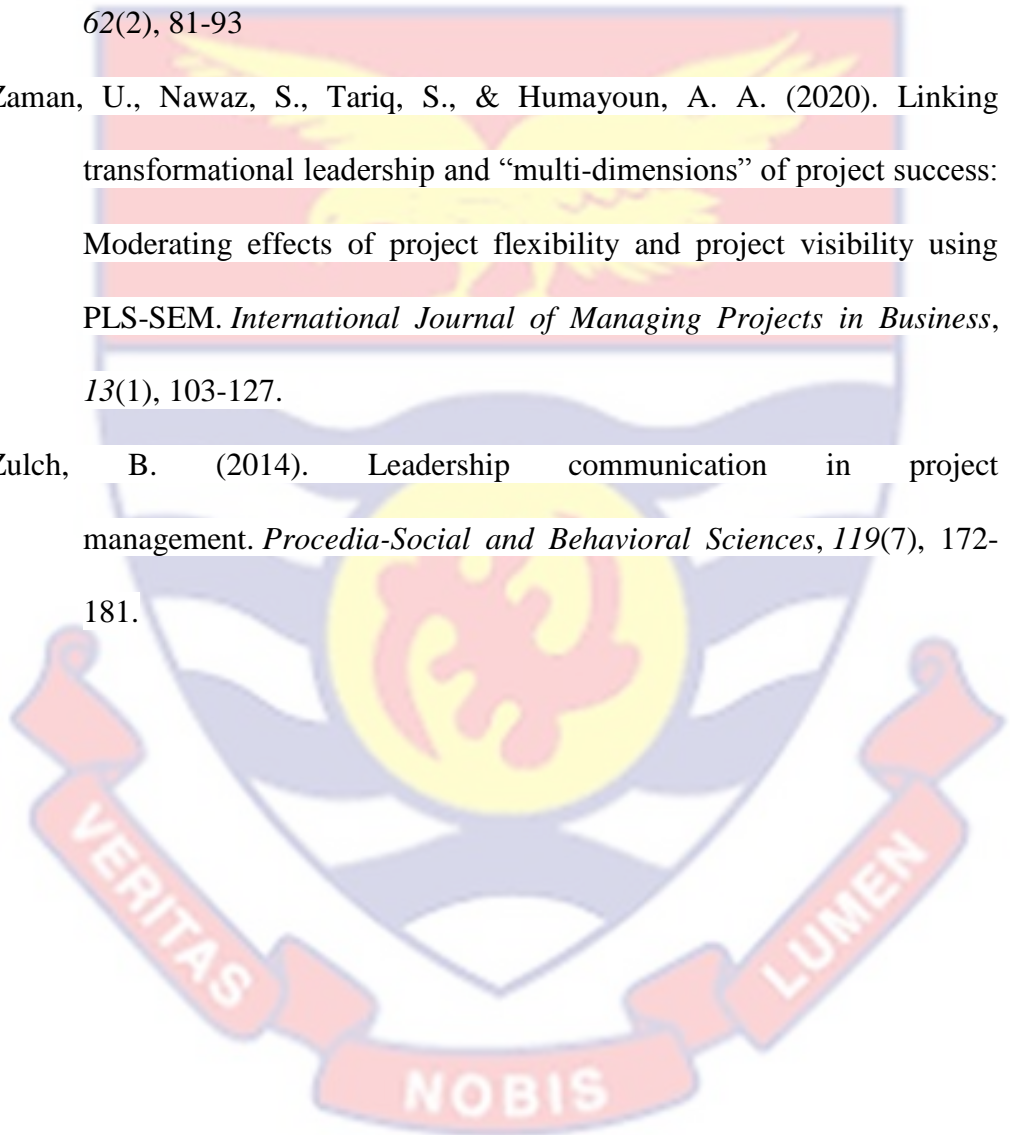 62(2), 81-93
Zaman, U., Nawaz, S., Tariq, S., & Humayoun, A. A. (2020). Linking
transformational leadership and “multi-dimensions” of project success:
Moderating effects of project flexibility and project visibility using
PLS-SEM. International Journal of Managing Projects in Business,
13(1), 103-127.
Zulch, B. (2014). Leadership communication in project
management. Procedia-Social and Behavioral Sciences, 119(7), 172-
181.
VERITAS
NOBIS
LUMEN